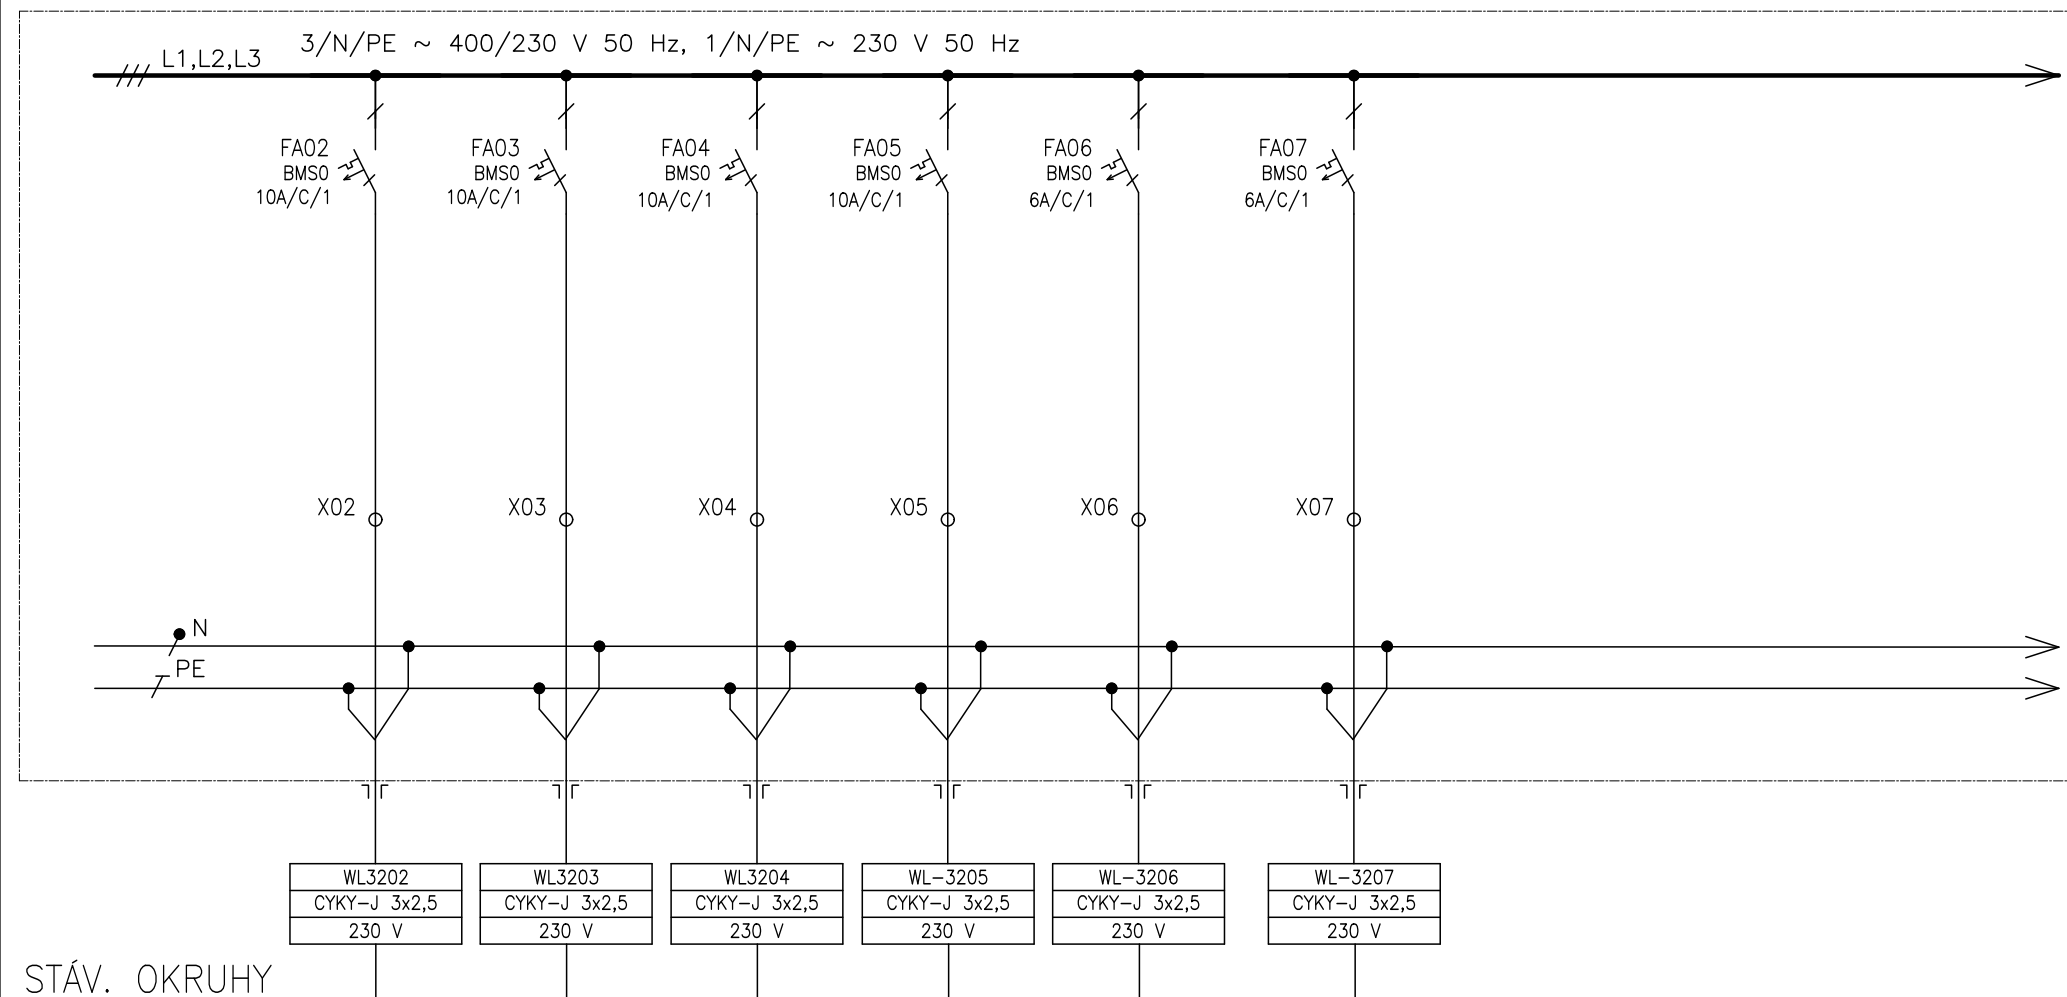 3/N/PE ~ 400/230 V 50 Hz, 1/N/PE ~ 230 V 50 Hz
L1,L2,L3
FA02 FA03 FA04 FA05 FA06 FA07
BMS0 BMS0 BMS0 BMS0 BMS0 BMS0
10A/C/1 10A/C/1 10A/C/1 10A/C/1 6A/C/1 6A/C/1
X02 X03 X04 X05 X06 X07
N
PE
WL3202 WL3203 WL3204 WL-3205 WL-3206 WL-3207
CYKY-J 3x2,5 CYKY-J 3x2,5 CYKY-J 3x2,5 CYKY-J 3x2,5 CYKY-J 3x2,5 CYKY-J 3x2,5
230 V 230 V 230 V 230 V 230 V 230 V
STÁV. OKRUHY